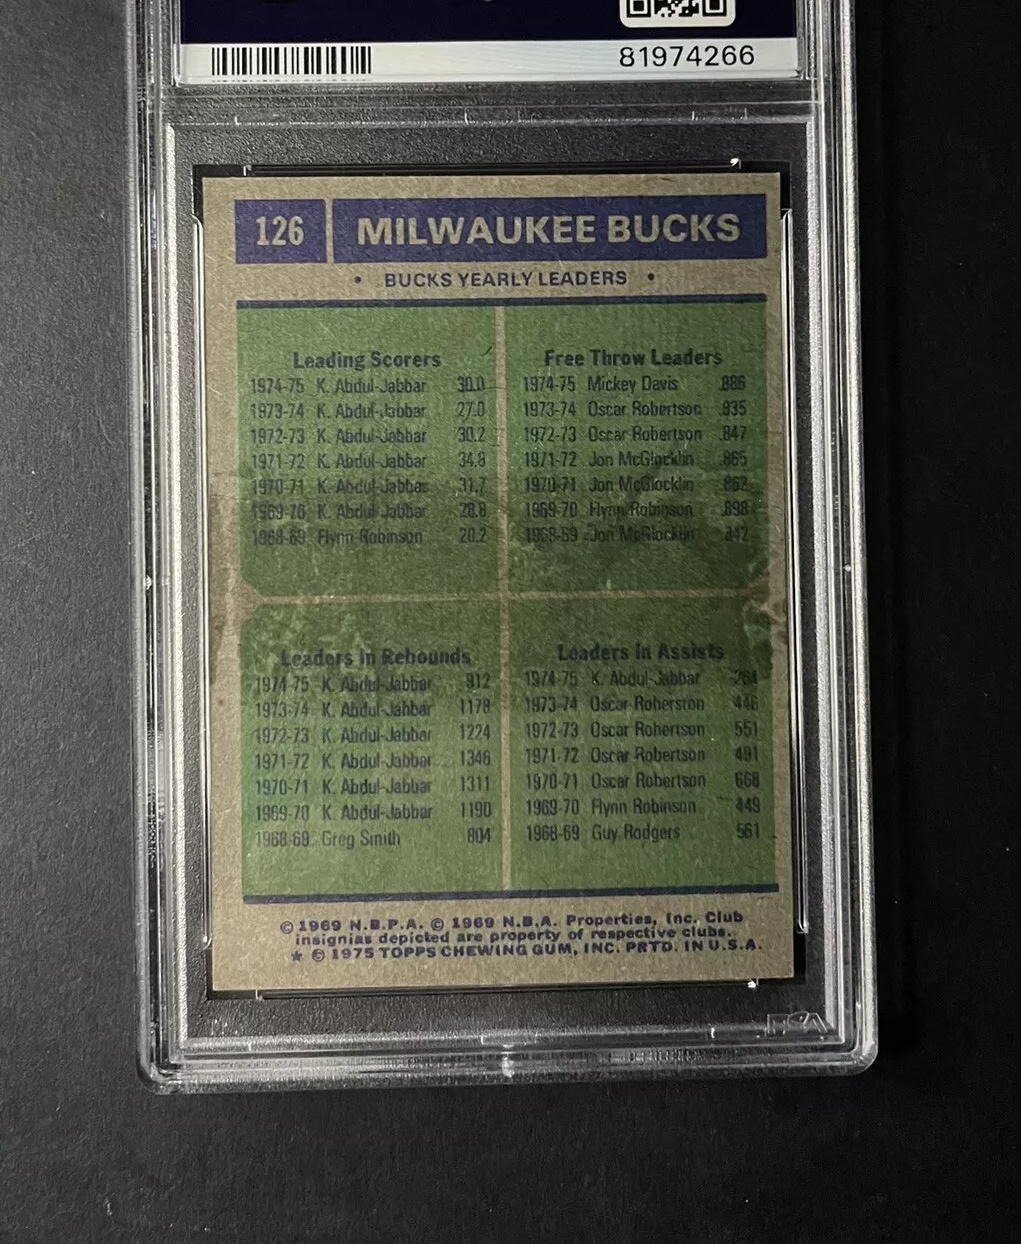 81974266
126 MILWAUKEE BUCKS
• BUCKS YEARLY LEADERS •
Leading Scorers
1974-75 K. Abdul-Jabbar 30.0
1973-74 K. Abdul-Jabbar 27.0
1972-73 K. Abdul-Jabbar 30.2
1971-72 K. Abdul-Jabbar 34.8
1970-71 K. Abdul-Jabbar 31.7
1969-70 K. Abdul-Jabbar 28.8
1968-69 Flynn Robinson 20.2
Free Throw Leaders
1974-75 Mickey Davis .886
1973-74 Oscar Robertson .835
1972-73 Oscar Robertson .847
1971-72 Jon McGlocklin .865
1970-71 Jon McGlocklin .862
1969-70 Flynn Robinson .898
1968-69 Jon McGlocklin .842
Leaders in Rebounds
1974-75 K. Abdul-Jabbar 912
1973-74 K. Abdul-Jabbar 1178
1972-73 K. Abdul-Jabbar 1224
1971-72 K. Abdul-Jabbar 1346
1970-71 K. Abdul-Jabbar 1311
1969-70 K. Abdul-Jabbar 1190
1968-69 Greg Smith 804
Leaders in Assists
1974-75 K. Abdul-Jabbar 264
1973-74 Oscar Roberston 446
1972-73 Oscar Robertson 551
1971-72 Oscar Robertson 491
1970-71 Oscar Robertson 668
1969-70 Flynn Robinson 449
1968-69 Guy Rodgers 561
© 1969 N.B.P.A. © 1969 N.B.A. Properties, Inc. Club
insignias depicted are property of respective clubs.
★ © 1975 TOPPS CHEWING GUM, INC. PRTD. IN U.S.A.
PSA